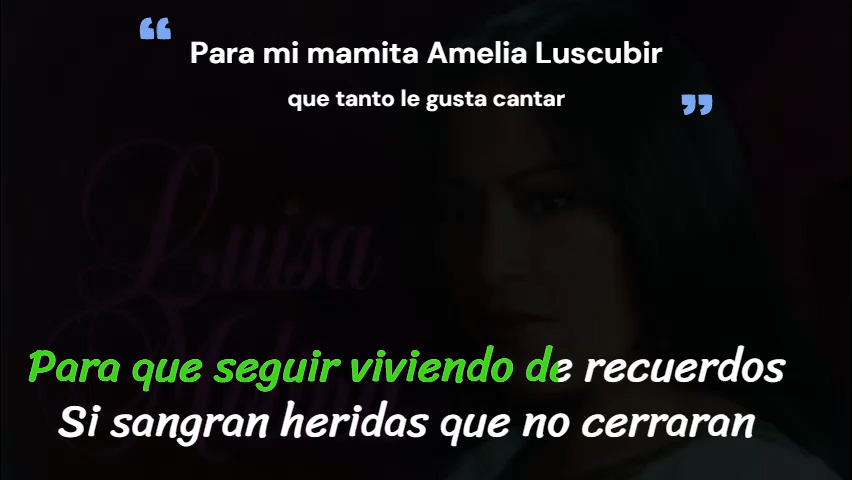 “
Para mi mamita Amelia Luscubir
que tanto le gusta cantar
”
Luisa
Para que seguir viviendo de recuerdos
Si sangran heridas que no cerraran